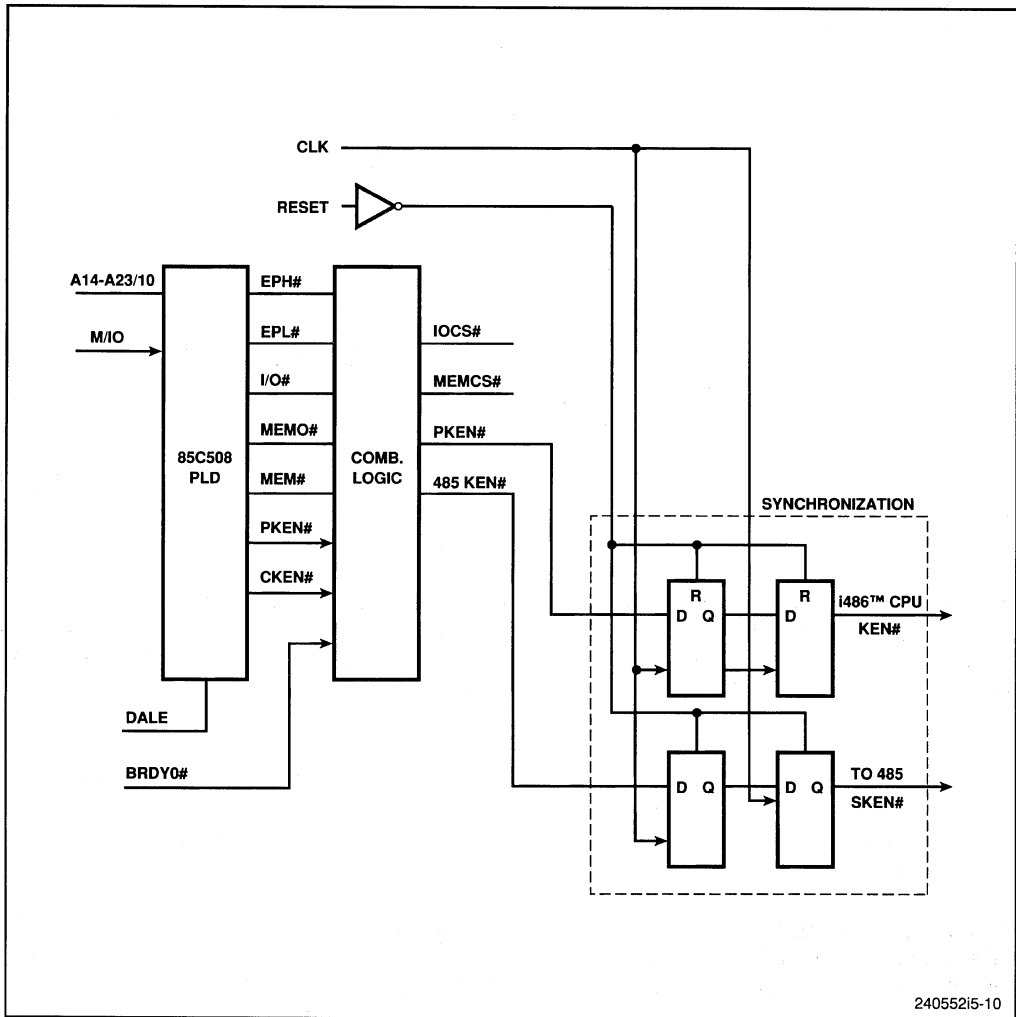 CLK
RESET
A14-A23/10
M/IO
85C508
PLD
EPH#
EPL#
I/O#
MEMO#
MEM#
PKEN#
CKEN#
COMB.
LOGIC
IOCS#
MEMCS#
PKEN#
485 KEN#
DALE
BRDY0#
SYNCHRONIZATION
R
D Q
R
D
i486™ CPU
KEN#
D Q
D Q
TO 485
SKEN#
240552i5-10